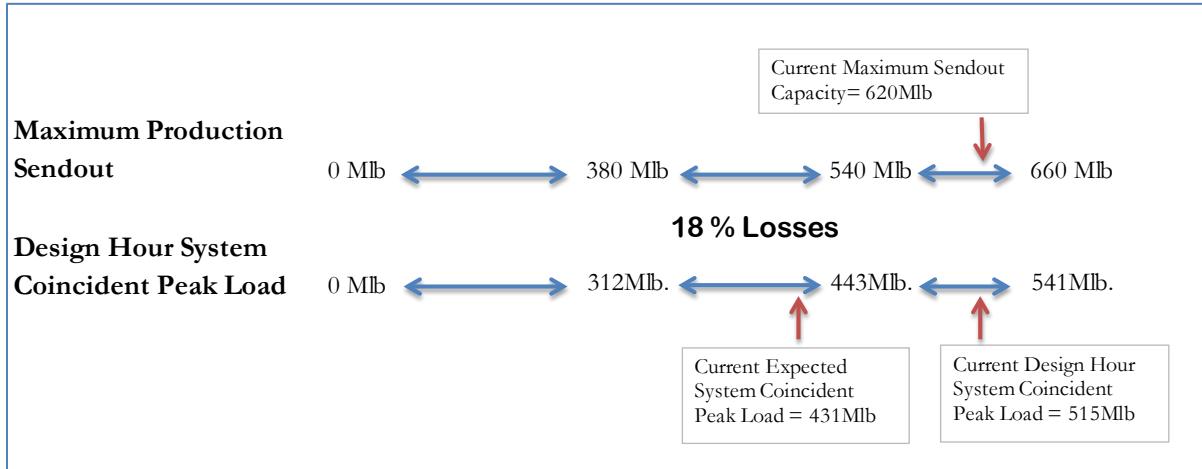 Current Maximum Sendout
Capacity= 620Mlb
Maximum Production
Sendout
0 Mlb 380 Mlb 540 Mlb 660 Mlb
18 % Losses
Design Hour System
Coincident Peak Load
0 Mlb 312Mlb. 443Mlb. 541Mlb.
Current Expected
System Coincident
Peak Load = 431Mlb
Current Design Hour
System Coincident
Peak Load = 515Mlb